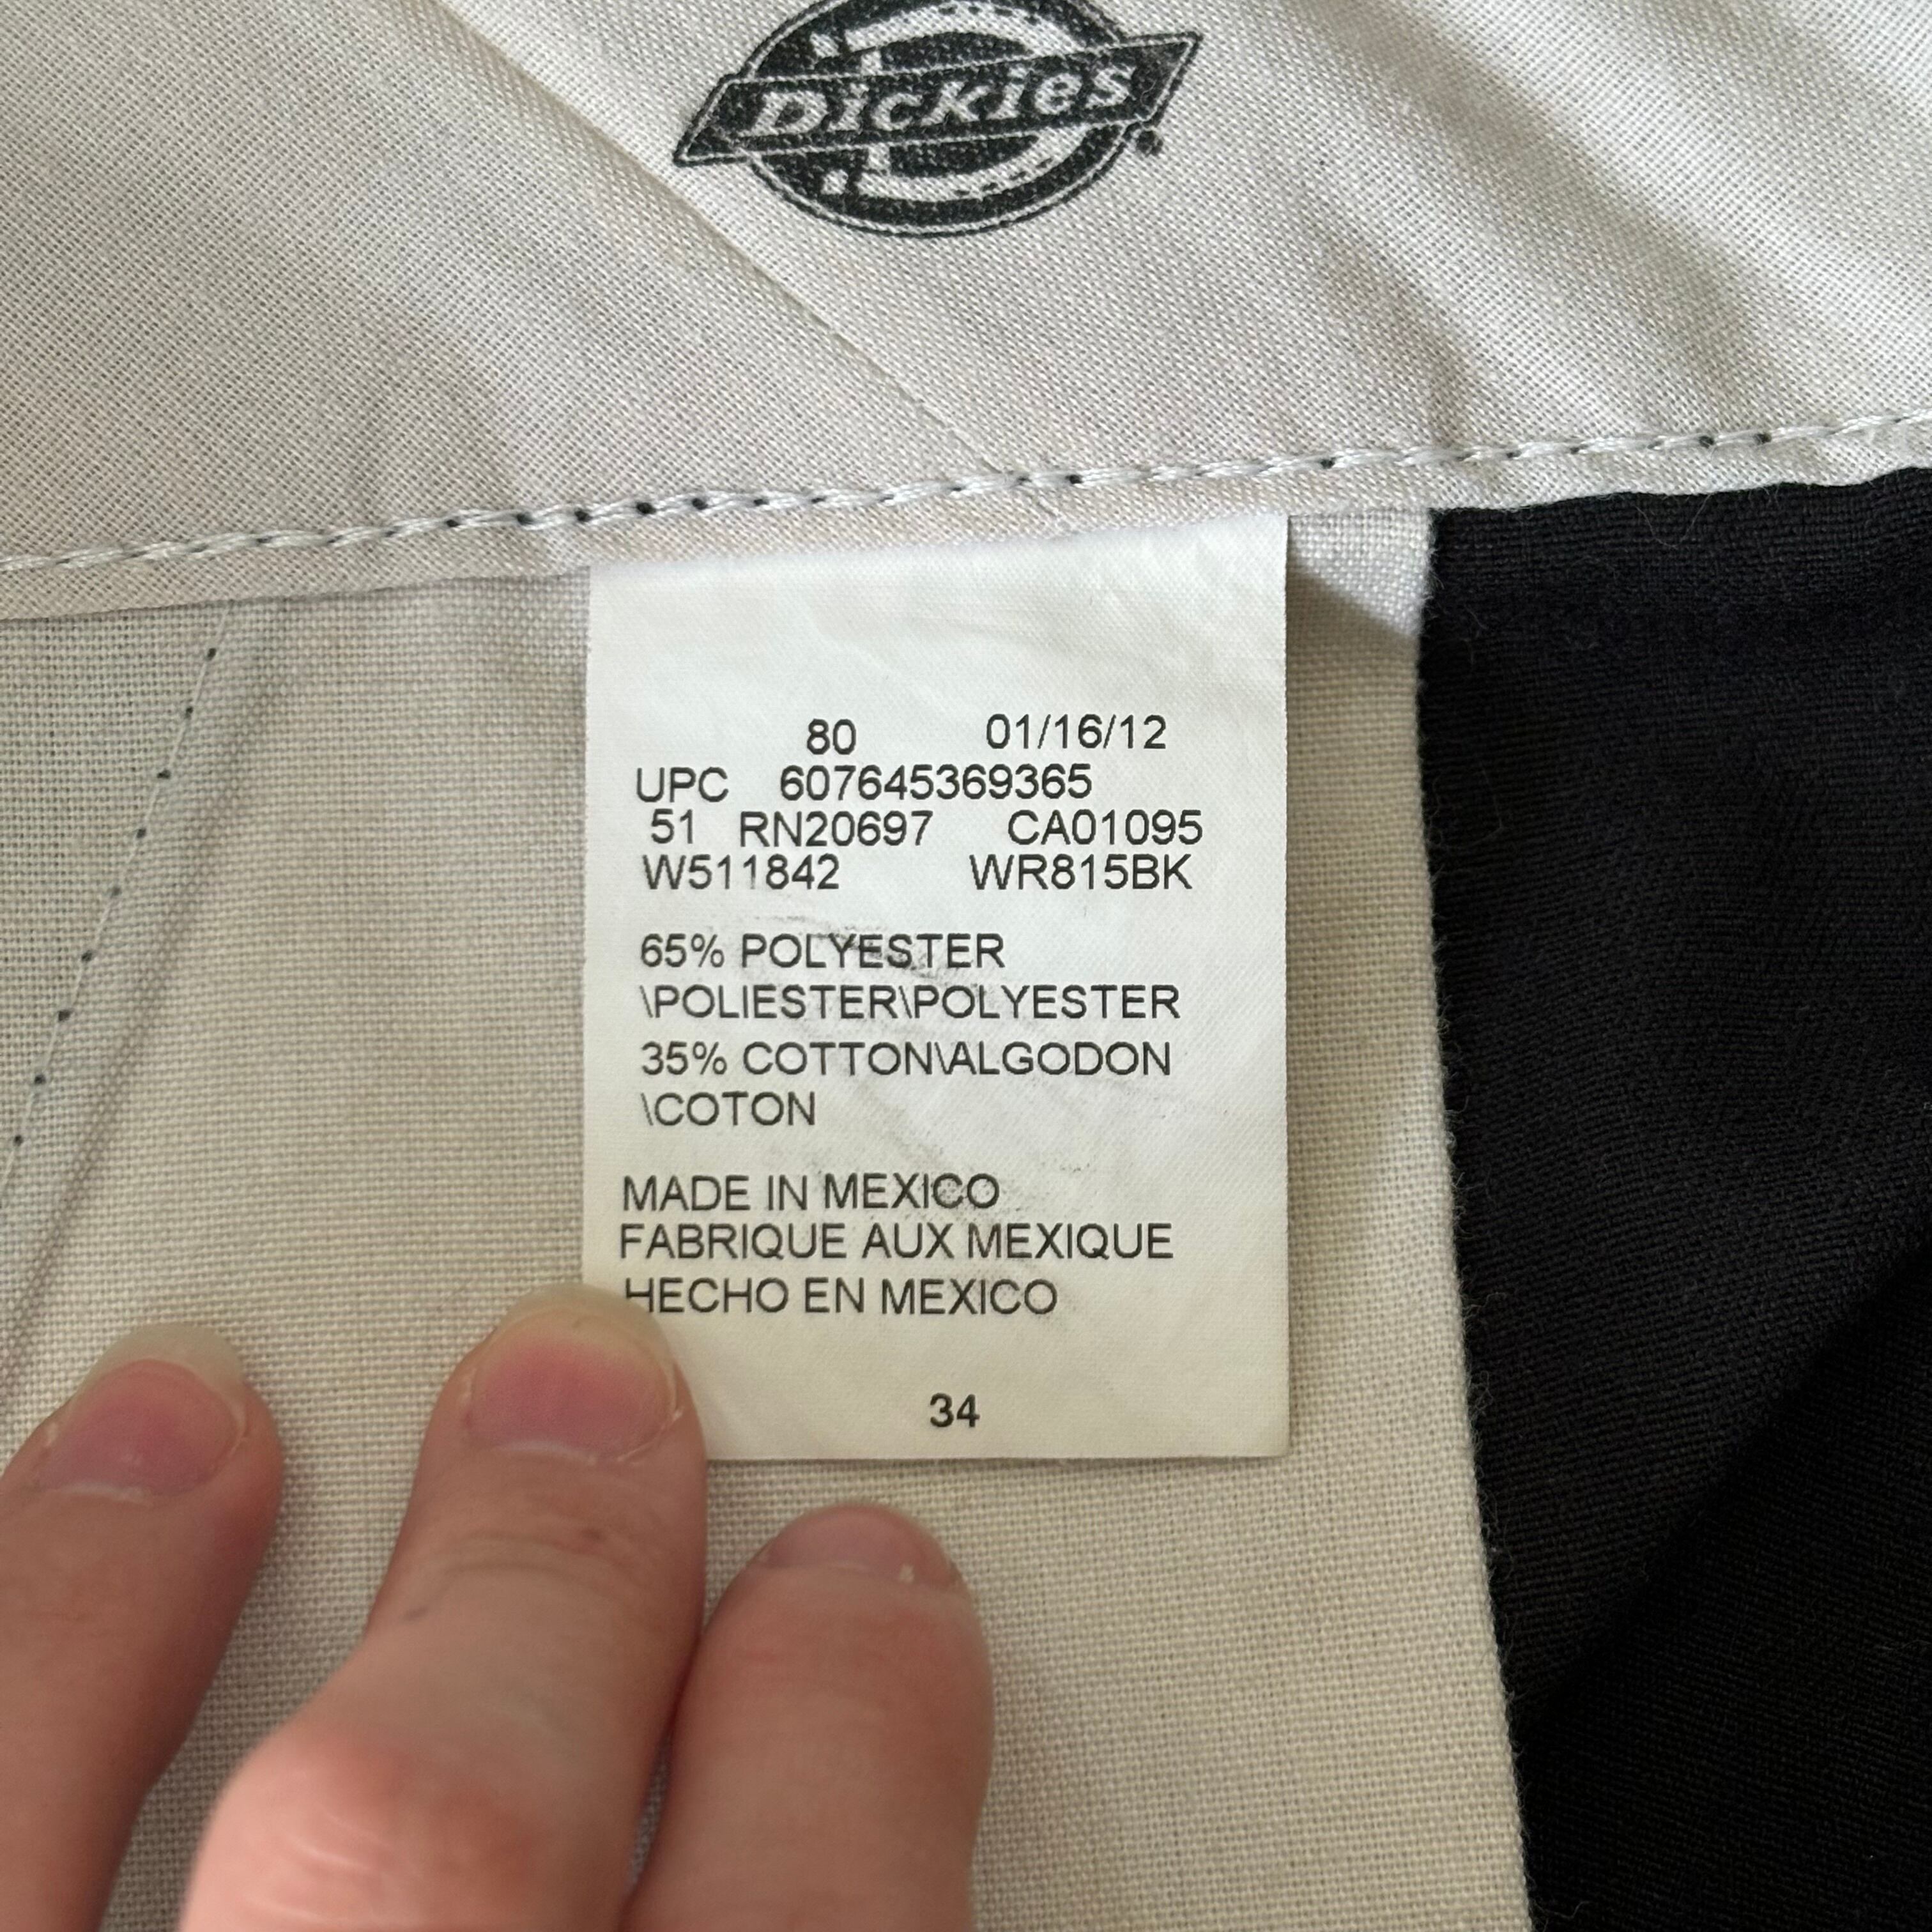 Dickies
80 01/16/12
UPC 607645369365
51 RN20697 CA01095
W511842 WR815BK
65% POLYESTER
\POLIESTER\POLYESTER
35% COTTON\ALGODON
\COTON
MADE IN MEXICO
FABRIQUE AUX MEXIQUE
HECHO EN MEXICO
34